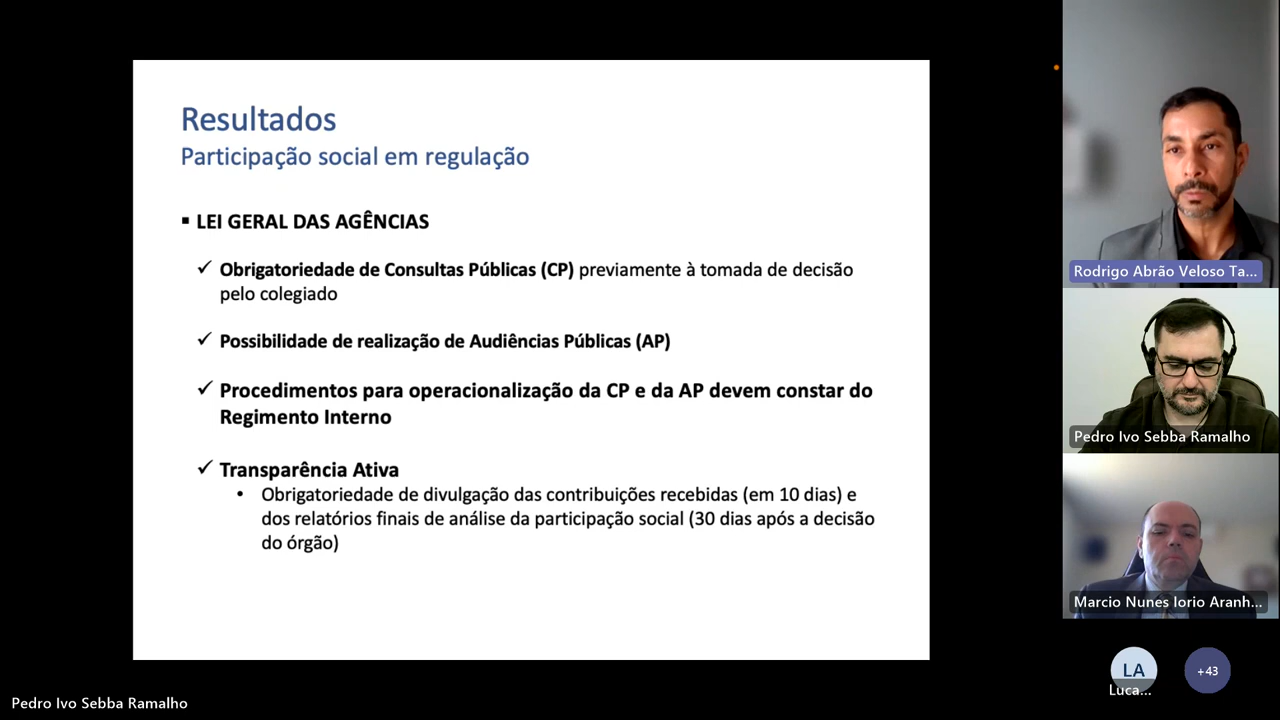 Resultados
Participação social em regulação
▪ LEI GERAL DAS AGÊNCIAS
✓ Obrigatoriedade de Consultas Públicas (CP) previamente à tomada de decisão
pelo colegiado
✓ Possibilidade de realização de Audiências Públicas (AP)
✓ Procedimentos para operacionalização da CP e da AP devem constar do
Regimento Interno
✓ Transparência Ativa
• Obrigatoriedade de divulgação das contribuições recebidas (em 10 dias) e
dos relatórios finais de análise da participação social (30 dias após a decisão
do órgão)
Rodrigo Abrão Veloso Ta...
Pedro Ivo Sebba Ramalho
Marcio Nunes Iorio Aranh...
LA
Luca...
+43
Pedro Ivo Sebba Ramalho